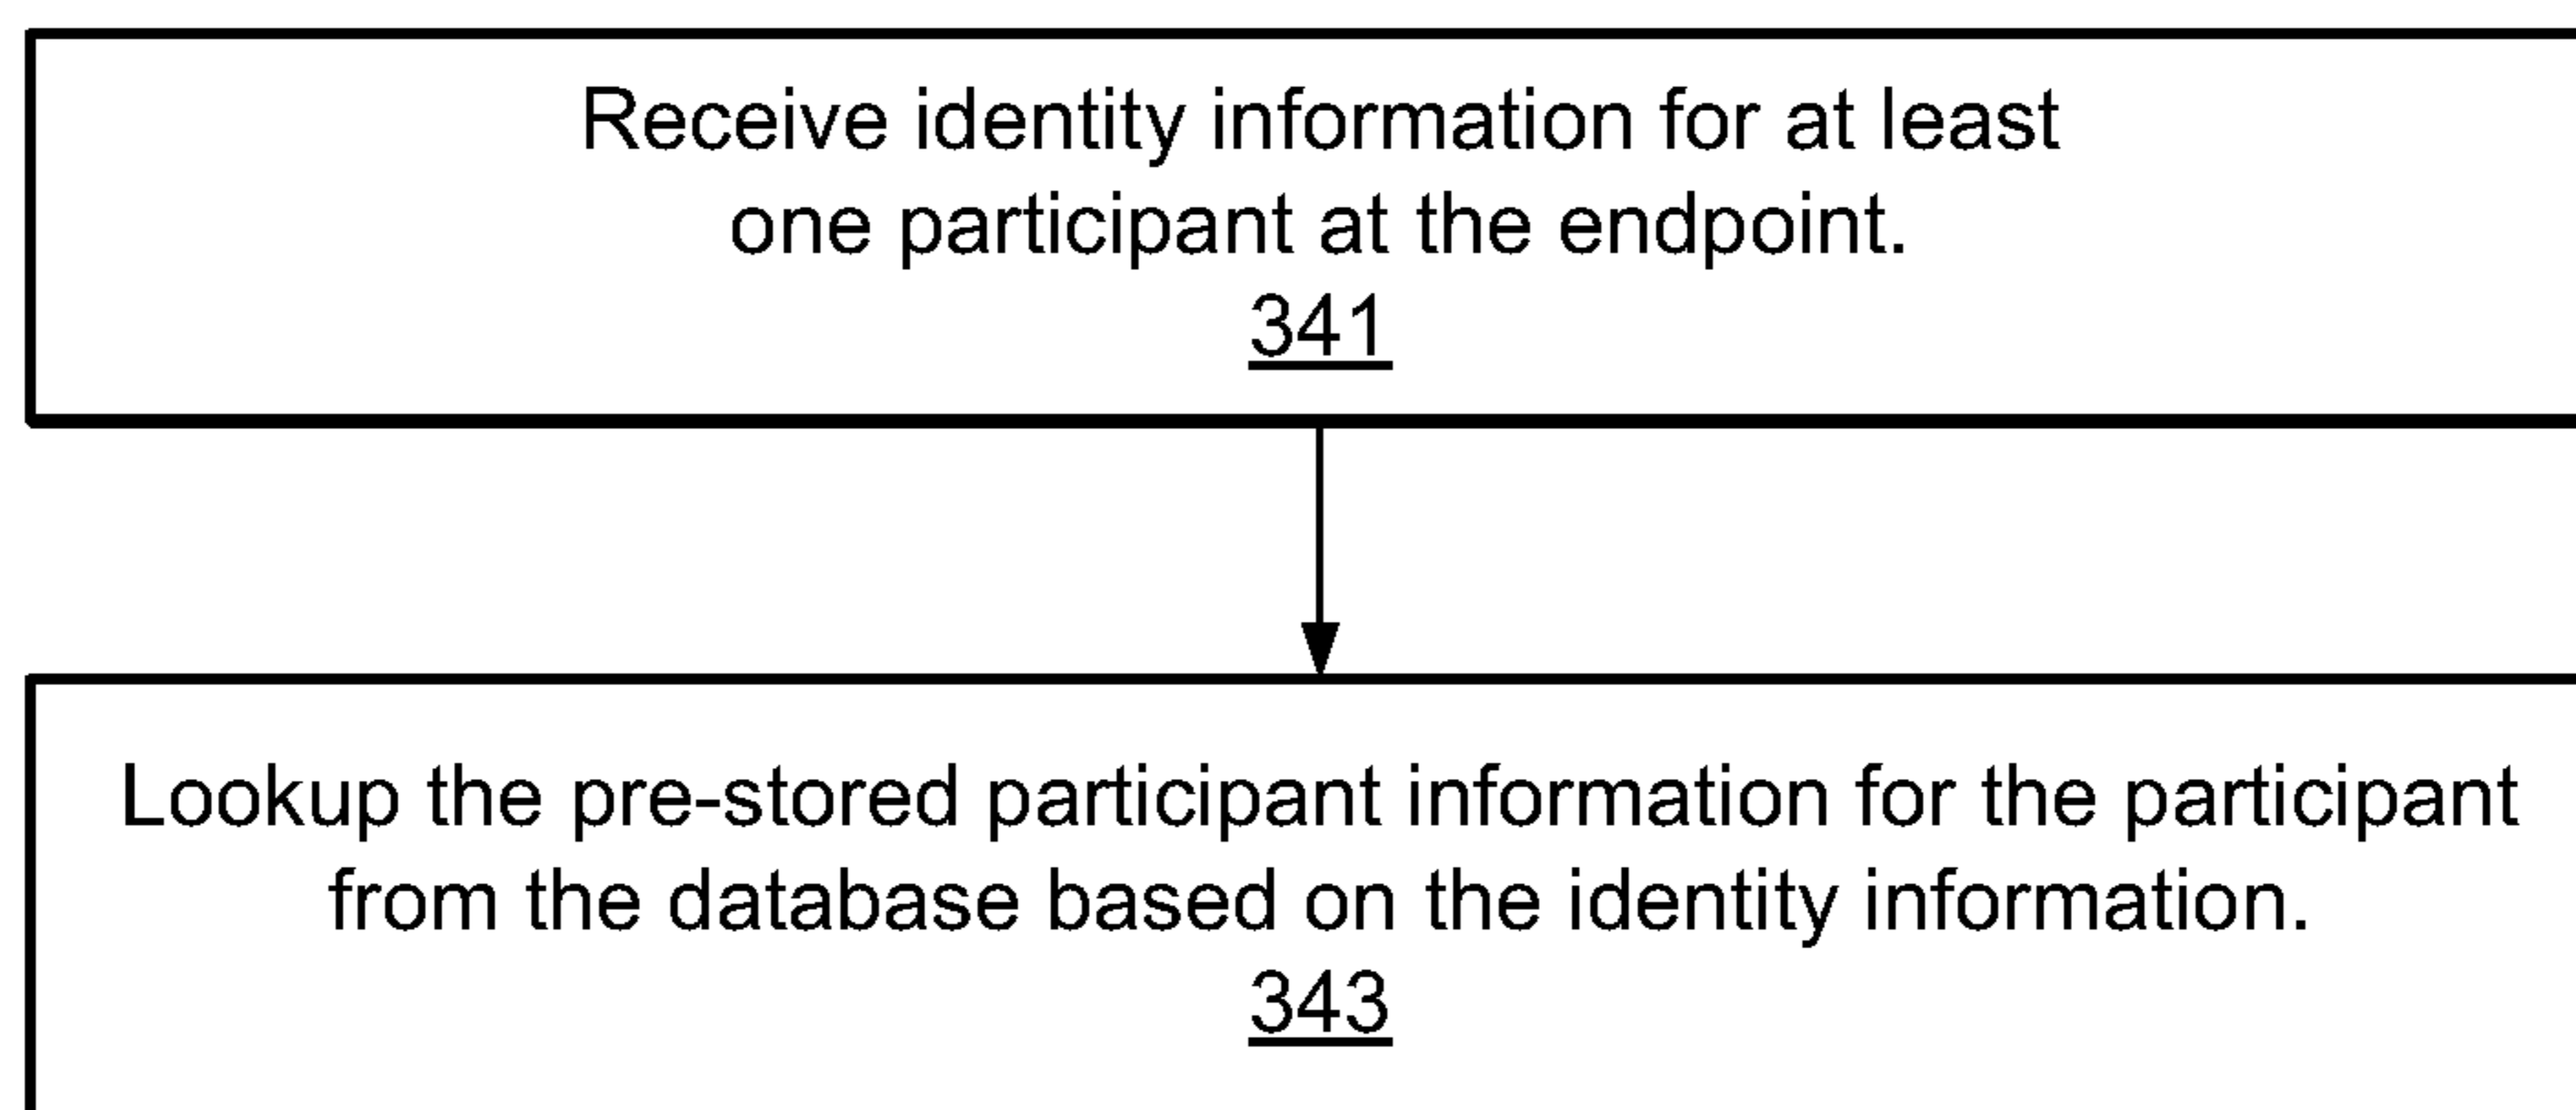 Receive identity information for at least
one participant at the endpoint.
341
Lookup the pre-stored participant information for the participant
from the database based on the identity information.
343